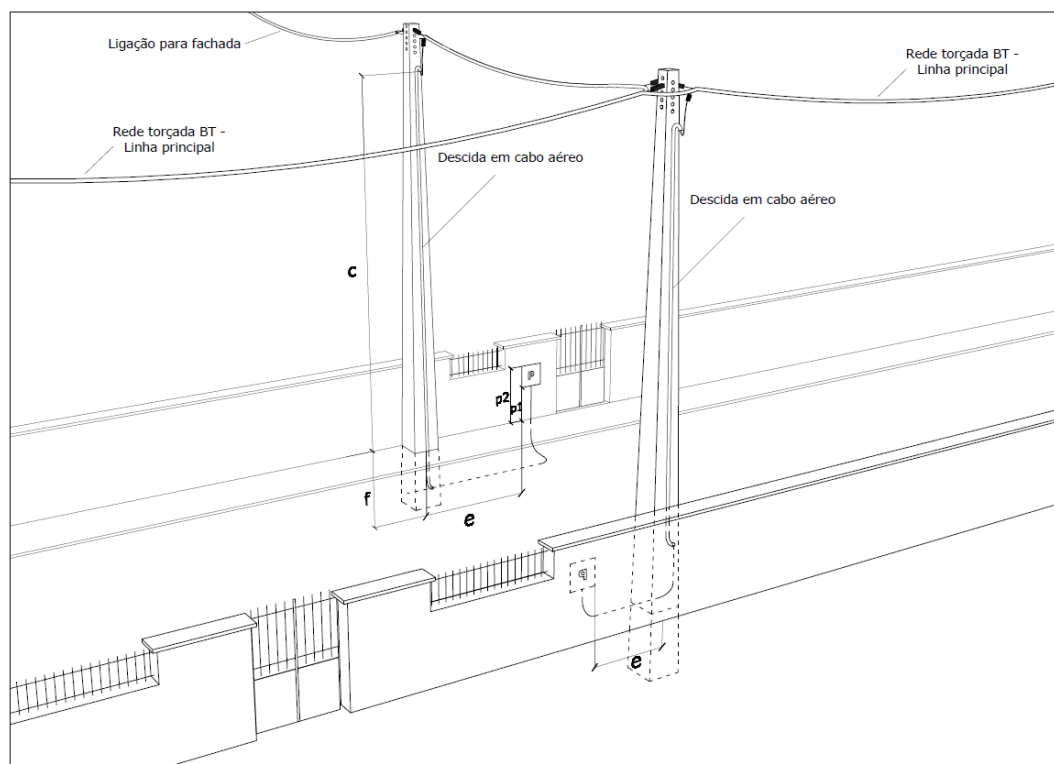 Ligação para fachada
Rede torçada BT -
Linha principal
Rede torçada BT -
Linha principal
Descida em cabo aéreo
Descida em cabo aéreo
c
p2
p1
f
e
e